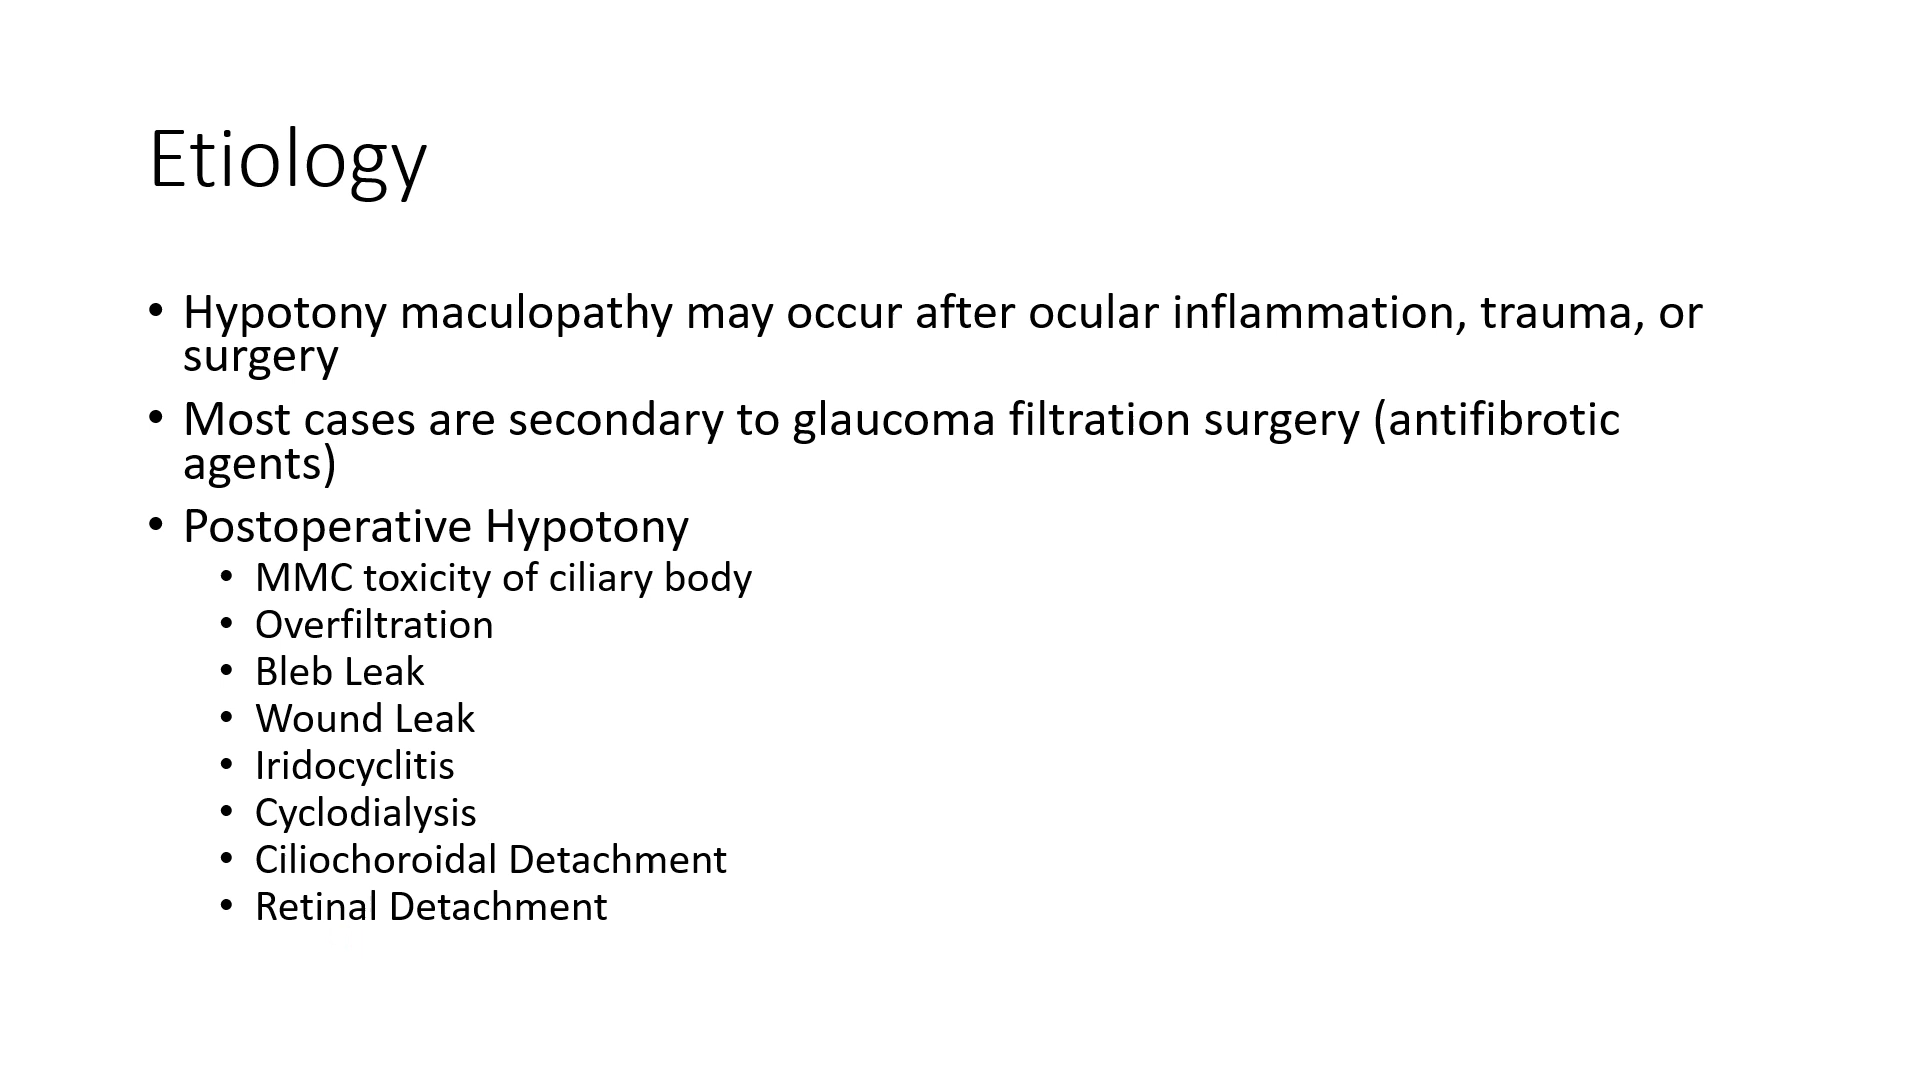 Etiology
• Hypotony maculopathy may occur after ocular inflammation, trauma, or
surgery
• Most cases are secondary to glaucoma filtration surgery (antifibrotic
agents)
• Postoperative Hypotony
• MMC toxicity of ciliary body
• Overfiltration
• Bleb Leak
• Wound Leak
• Iridocyclitis
• Cyclodialysis
• Ciliochoroidal Detachment
• Retinal Detachment